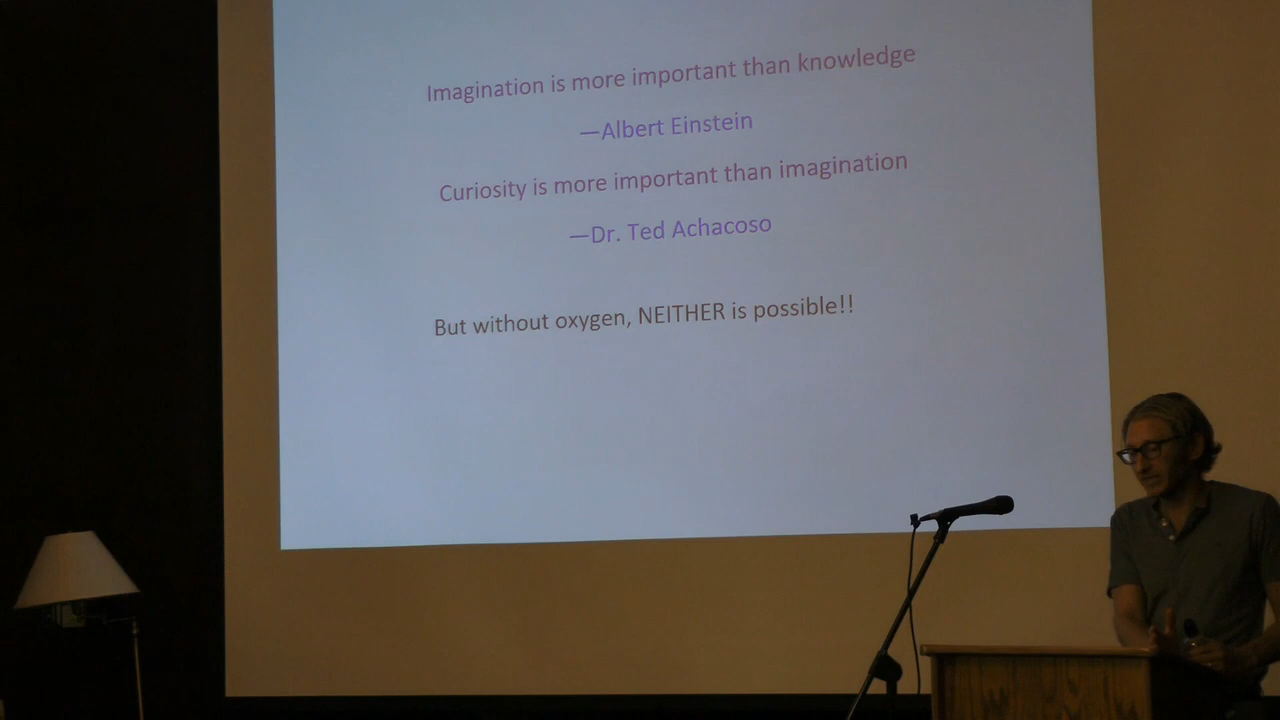 Imagination is more important than knowledge
—Albert Einstein
Curiosity is more important than imagination
—Dr. Ted Achacoso
But without oxygen, NEITHER is possible!!